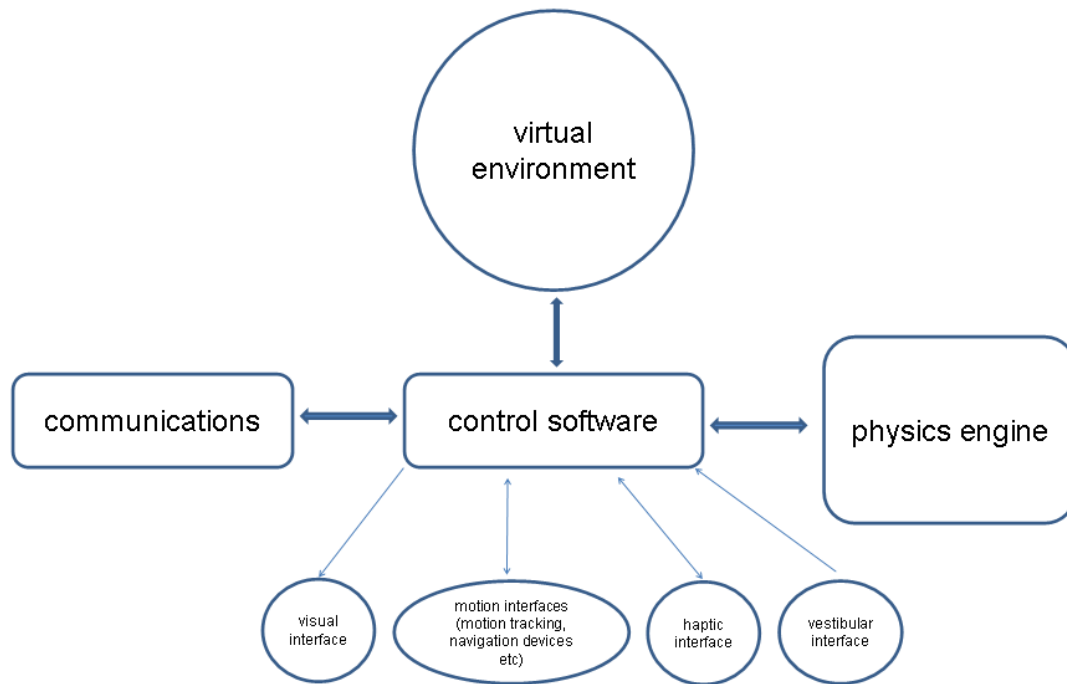 virtual
environment
communications
control software
physics engine
visual
interface
motion interfaces
(motion tracking,
navigation devices
etc)
haptic
interface
vestibular
interface